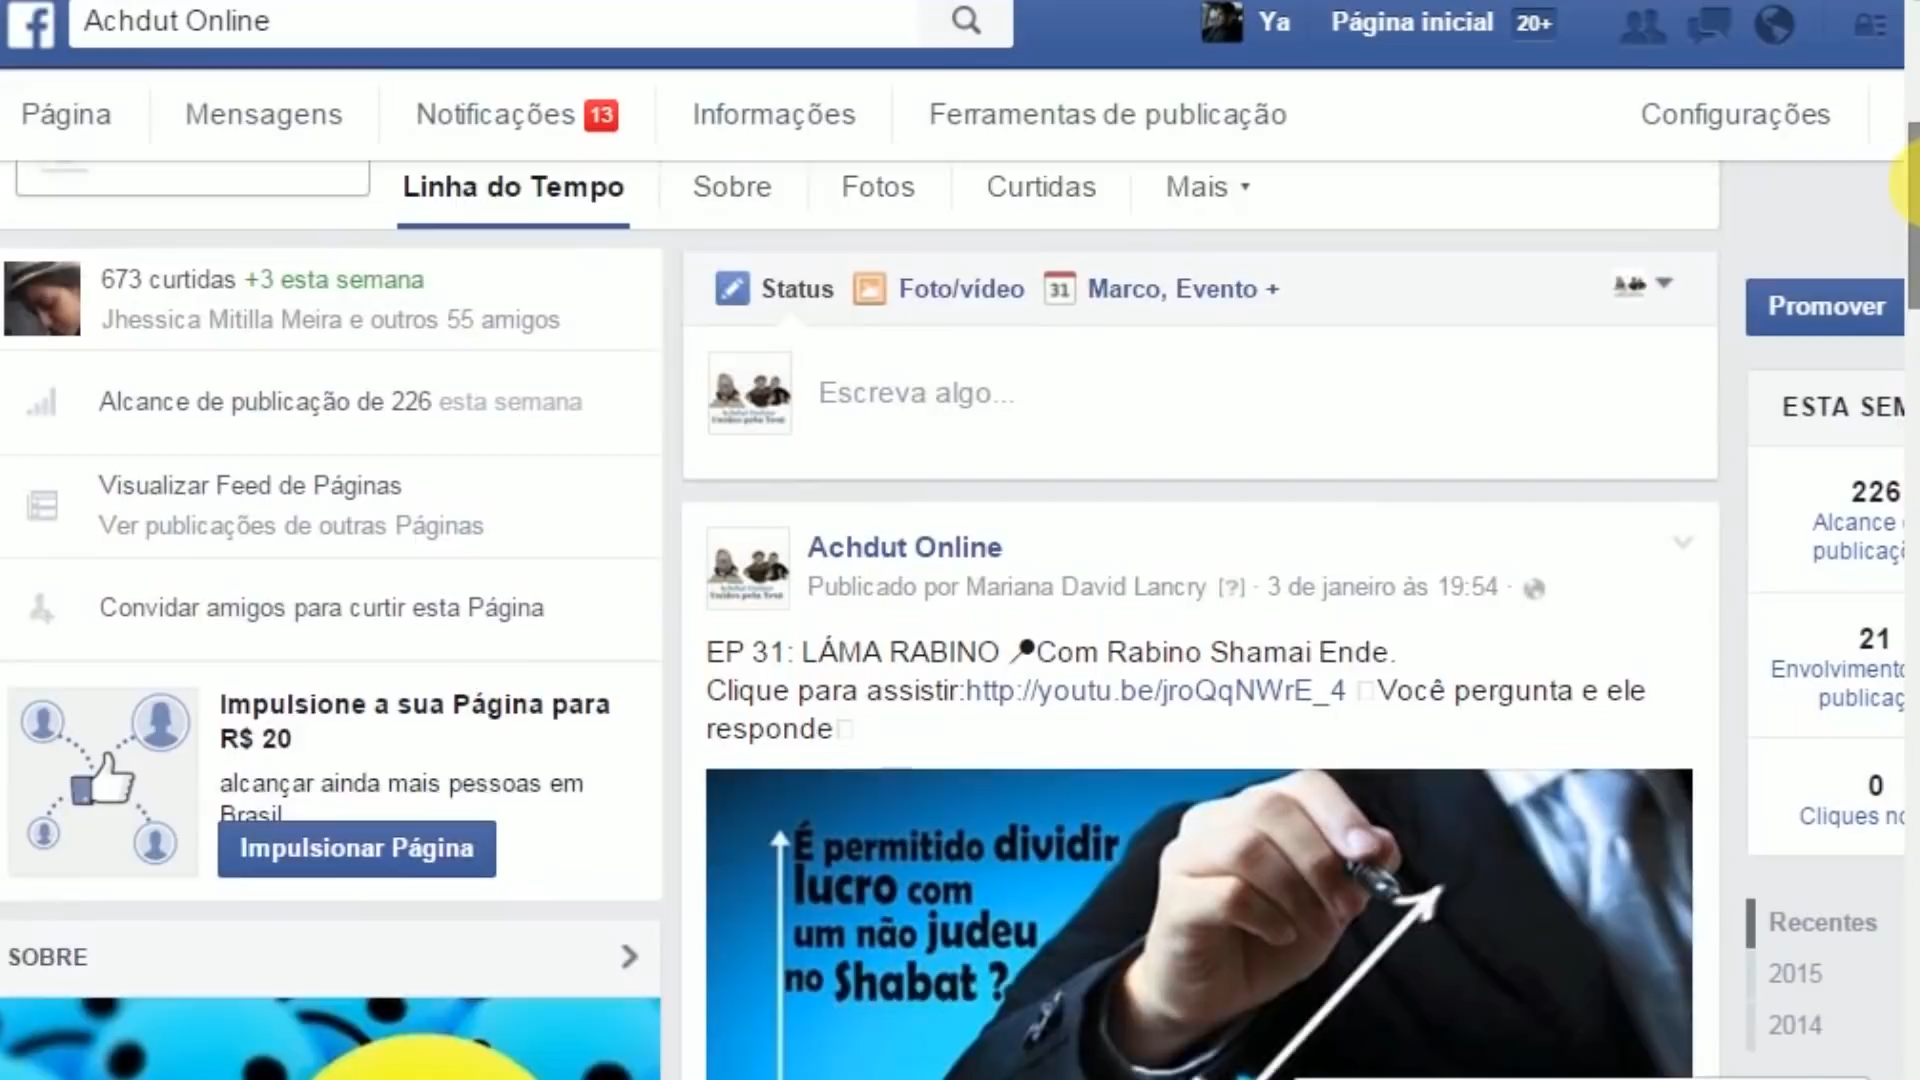 Achdut Online
Ya
Página inicial 20+
Página
Mensagens
Notificações 13
Informações
Ferramentas de publicação
Configurações
Linha do Tempo
Sobre
Fotos
Curtidas
Mais
673 curtidas +3 esta semana
Jhessica Mitilla Meira e outros 55 amigos
Alcance de publicação de 226 esta semana
Visualizar Feed de Páginas
Ver publicações de outras Páginas
Convidar amigos para curtir esta Página
Impulsione a sua Página para
R$ 20
alcançar ainda mais pessoas em
Brasil
Impulsionar Página
SOBRE
Status
Foto/vídeo
31
Marco, Evento +
Escreva algo...
Achdut Online
Publicado por Mariana David Lancry [?] · 3 de janeiro às 19:54 ·
EP 31: LÁMA RABINO Com Rabino Shamai Ende.
Clique para assistir:http://youtu.be/jroQqNWrE_4 Você pergunta e ele
responde
É permitido dividir
lucro com
um não judeu
no Shabat ?
Promover
ESTA SEM
226
Alcance
publicaç
21
Envolvimento
publicaç
0
Cliques no
Recentes
2015
2014